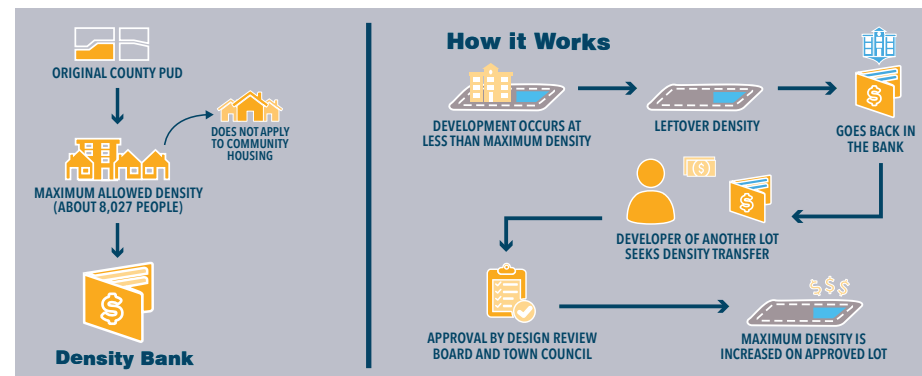 ORIGINAL COUNTY PUD
DOES NOT APPLY
TO COMMUNITY
HOUSING
MAXIMUM ALLOWED DENSITY
(ABOUT 8,027 PEOPLE)
$
Density Bank
How it Works
DEVELOPMENT OCCURS AT
LESS THAN MAXIMUM DENSITY
LEFTOVER DENSITY
$
GOES BACK IN
THE BANK
$
$
DEVELOPER OF ANOTHER LOT
SEEKS DENSITY TRANSFER
APPROVAL BY DESIGN REVIEW
BOARD AND TOWN COUNCIL
$$$
MAXIMUM DENSITY IS
INCREASED ON APPROVED LOT